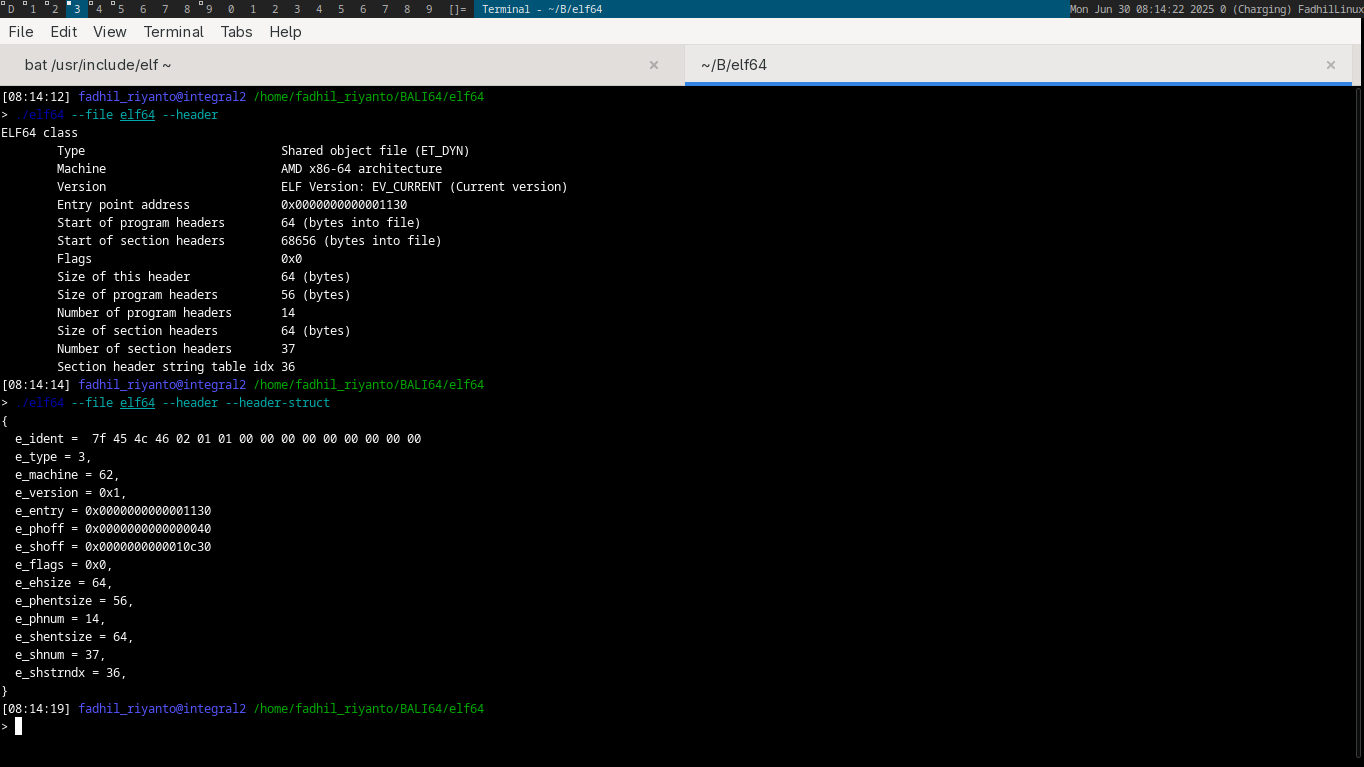 D 1 2 3 4 5 6 7 8 9 0 1 2 3 4 5 6 7 8 9 []= Terminal - ~/B/elf64 Mon Jun 30 08:14:22 2025 0 (Charging) FadhilLinux
File Edit View Terminal Tabs Help
bat /usr/include/elf ~ × ~/B/elf64 ×
[08:14:12] fadhil_riyanto@integral2 /home/fadhil_riyanto/BALI64/elf64
> ./elf64 --file elf64 --header
ELF64 class
Type Shared object file (ET_DYN)
Machine AMD x86-64 architecture
Version ELF Version: EV_CURRENT (Current version)
Entry point address 0x0000000000001130
Start of program headers 64 (bytes into file)
Start of section headers 68656 (bytes into file)
Flags 0x0
Size of this header 64 (bytes)
Size of program headers 56 (bytes)
Number of program headers 14
Size of section headers 64 (bytes)
Number of section headers 37
Section header string table idx 36
[08:14:14] fadhil_riyanto@integral2 /home/fadhil_riyanto/BALI64/elf64
> ./elf64 --file elf64 --header --header-struct
{
e_ident =  7f 45 4c 46 02 01 01 00 00 00 00 00 00 00 00 00
e_type = 3,
e_machine = 62,
e_version = 0x1,
e_entry = 0x0000000000001130
e_phoff = 0x0000000000000040
e_shoff = 0x0000000000010c30
e_flags = 0x0,
e_ehsize = 64,
e_phentsize = 56,
e_phnum = 14,
e_shentsize = 64,
e_shnum = 37,
e_shstrndx = 36,
}
[08:14:19] fadhil_riyanto@integral2 /home/fadhil_riyanto/BALI64/elf64
>